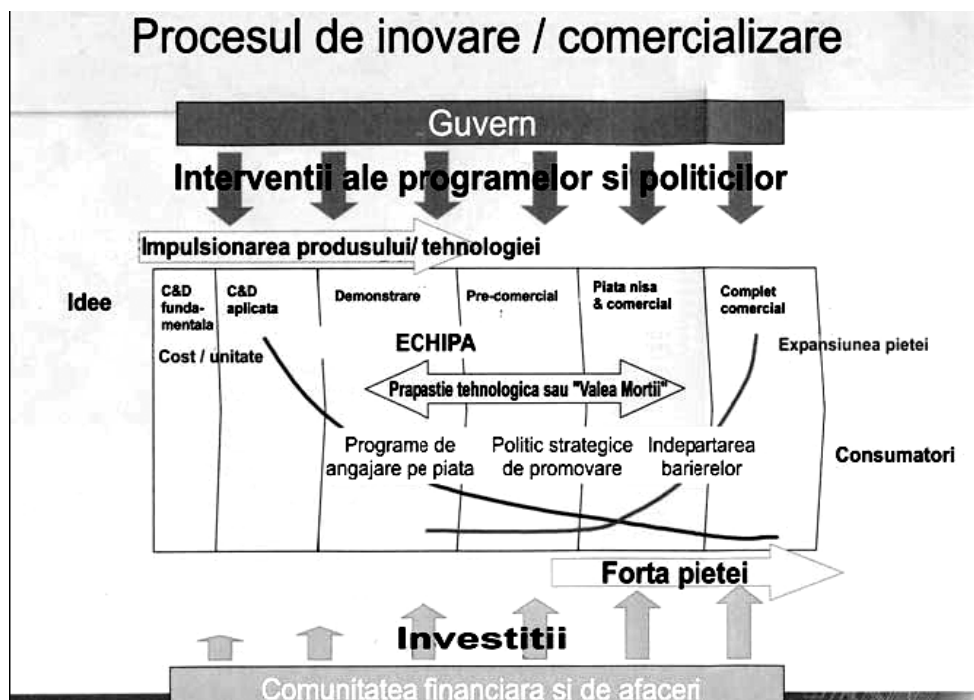 Procesul de inovare / comercializare
Guvern
Interventii ale programelor si politicilor
Impulsionarea produsului/ tehnologiei
Idee
C&D
funda-
mentala
C&D
aplicata
Demonstrare
Pre-comercial
Piata nisa
& comercial
Complet
comercial
Cost / unitate
ECHIPA
Expansiunea pietei
Prapastie tehnologica sau "Valea Mortii"
Programe de
angajare pe piata
Politic strategice
de promovare
Indepartarea
barierelor
Consumatori
Forta pietei
Investitii
Comunitatea financiara si de afaceri